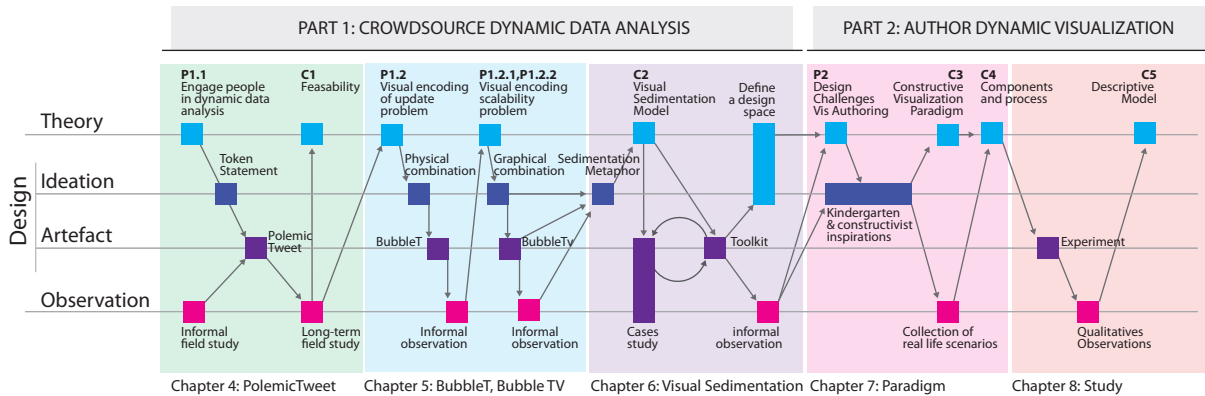 PART 1: CROWDSOURCE DYNAMIC DATA ANALYSIS
PART 2: AUTHOR DYNAMIC VISUALIZATION
P1.1
Engage people
in dynamic data
analysis
C1
Feasability
P1.2
Visual encoding
of update
problem
P1.2.1,P1.2.2
Visual encoding
scalability
problem
C2
Visual
Sedimentation
Model
Define
a design
space
P2
Design
Challenges
Vis Authoring
C3
Constructive
Visualization
Paradigm
C4
Components
and process
C5
Descriptive
Model
Theory
Design
Ideation
Artefact
Observation
Token
Statement
Physical
combination
Graphical
combination
Sedimentation
Metaphor
Kindergarten
& constructivist
inspirations
Polemic
Tweet
BubbleT
BubbleTv
Toolkit
Experiment
Informal
field study
Long-term
field study
Informal
observation
Informal
observation
Cases
study
informal
observation
Collection of
real life scenarios
Qualitatives
Observations
Chapter 4: PolemicTweet
Chapter 5: BubbleT, Bubble TV
Chapter 6: Visual Sedimentation
Chapter 7: Paradigm
Chapter 8: Study